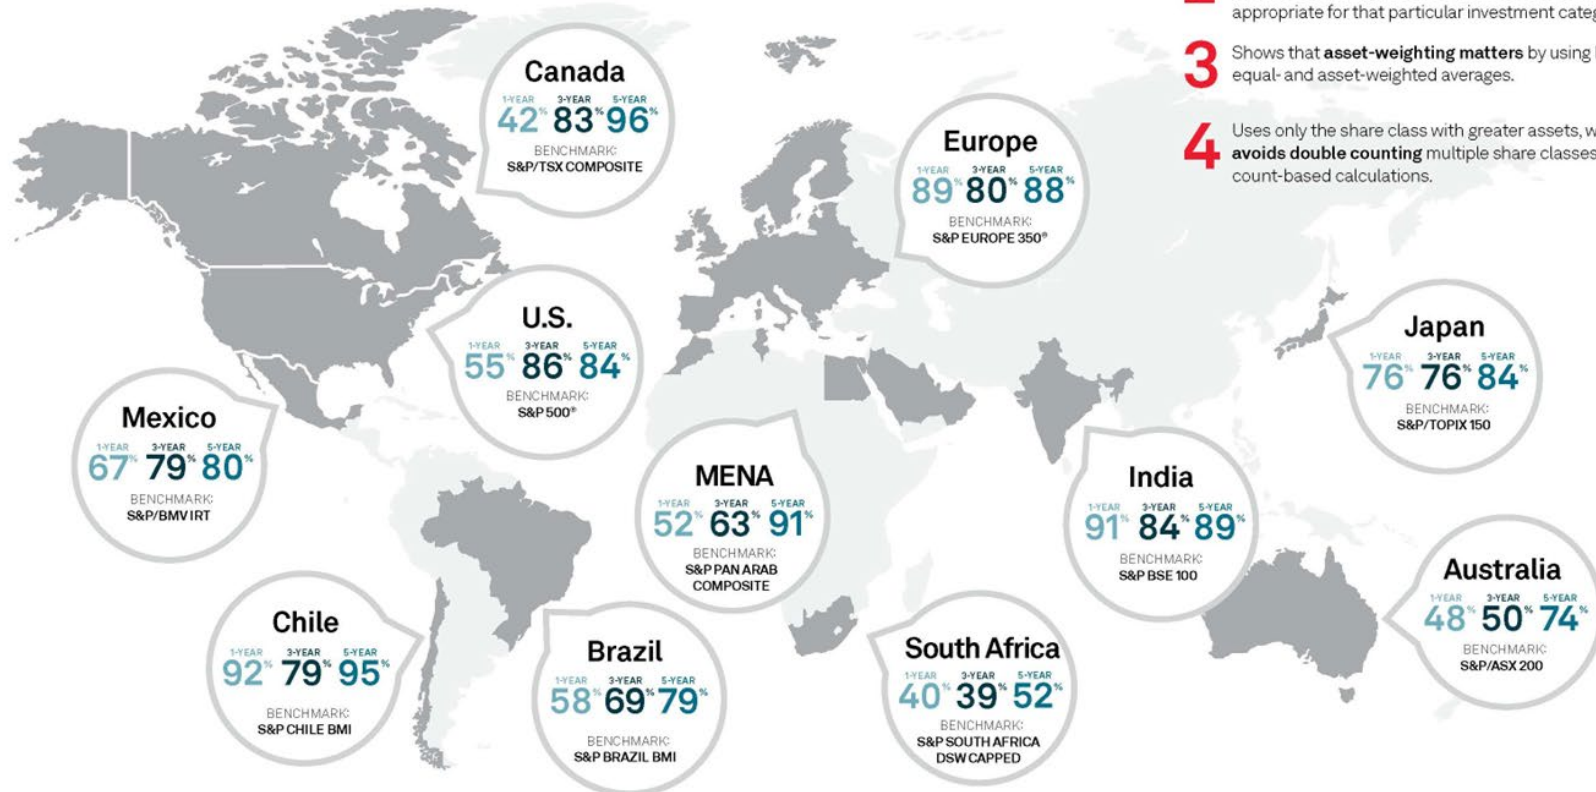 appropriate for that particular investment
3
Shows that asset-weighting matters by using
equal- and asset-weighted averages.
4
Uses only the share class with greater assets,
avoids double counting multiple share classes
count-based calculations.
Canada
1-YEAR 3-YEAR 5-YEAR
42% 83% 96%
BENCHMARK:
S&P/TSX COMPOSITE
Europe
1-YEAR 3-YEAR 5-YEAR
89% 80% 88%
BENCHMARK:
S&P EUROPE 350®
U.S.
1-YEAR 3-YEAR 5-YEAR
55% 86% 84%
BENCHMARK:
S&P 500®
Japan
1-YEAR 3-YEAR 5-YEAR
76% 76% 84%
BENCHMARK:
S&P/TOPIX 150
Mexico
1-YEAR 3-YEAR 5-YEAR
67% 79% 80%
BENCHMARK:
S&P/BMV IRT
MENA
1-YEAR 3-YEAR 5-YEAR
52% 63% 91%
BENCHMARK:
S&P PAN ARAB
COMPOSITE
India
1-YEAR 3-YEAR 5-YEAR
91% 84% 89%
BENCHMARK:
S&P BSE 100
Australia
1-YEAR 3-YEAR 5-YEAR
48% 50% 74%
BENCHMARK:
S&P/ASX 200
Chile
1-YEAR 3-YEAR 5-YEAR
92% 79% 95%
BENCHMARK:
S&P CHILE BMI
Brazil
1-YEAR 3-YEAR 5-YEAR
58% 69% 79%
BENCHMARK:
S&P BRAZIL BMI
South Africa
1-YEAR 3-YEAR 5-YEAR
40% 39% 52%
BENCHMARK:
S&P SOUTH AFRICA
DSW CAPPED